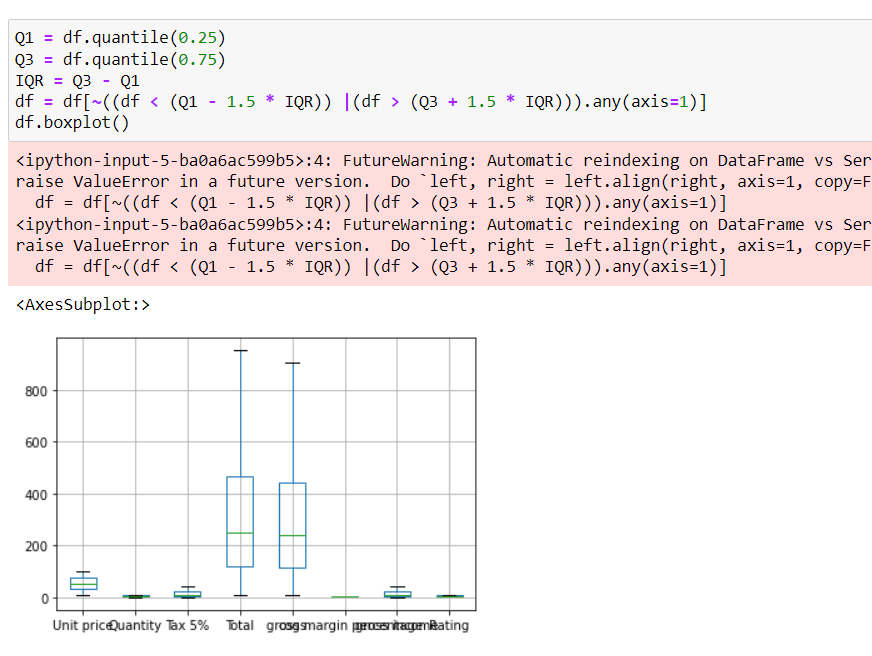 Q1 = df.quantile(0.25)
Q3 = df.quantile(0.75)
IQR = Q3 - Q1
df = df[~((df < (Q1 - 1.5 * IQR)) |(df > (Q3 + 1.5 * IQR))).any(axis=1)]
df.boxplot()
<ipython-input-5-ba0a6ac599b5>:4: FutureWarning: Automatic reindexing on DataFrame vs Ser
raise ValueError in a future version.  Do `left, right = left.align(right, axis=1, copy=F
  df = df[~((df < (Q1 - 1.5 * IQR)) |(df > (Q3 + 1.5 * IQR))).any(axis=1)]
<ipython-input-5-ba0a6ac599b5>:4: FutureWarning: Automatic reindexing on DataFrame vs Ser
raise ValueError in a future version.  Do `left, right = left.align(right, axis=1, copy=F
  df = df[~((df < (Q1 - 1.5 * IQR)) |(df > (Q3 + 1.5 * IQR))).any(axis=1)]
<AxesSubplot:>
800
600
400
200
0
Unit price Quantity Tax 5% Total margin Rating